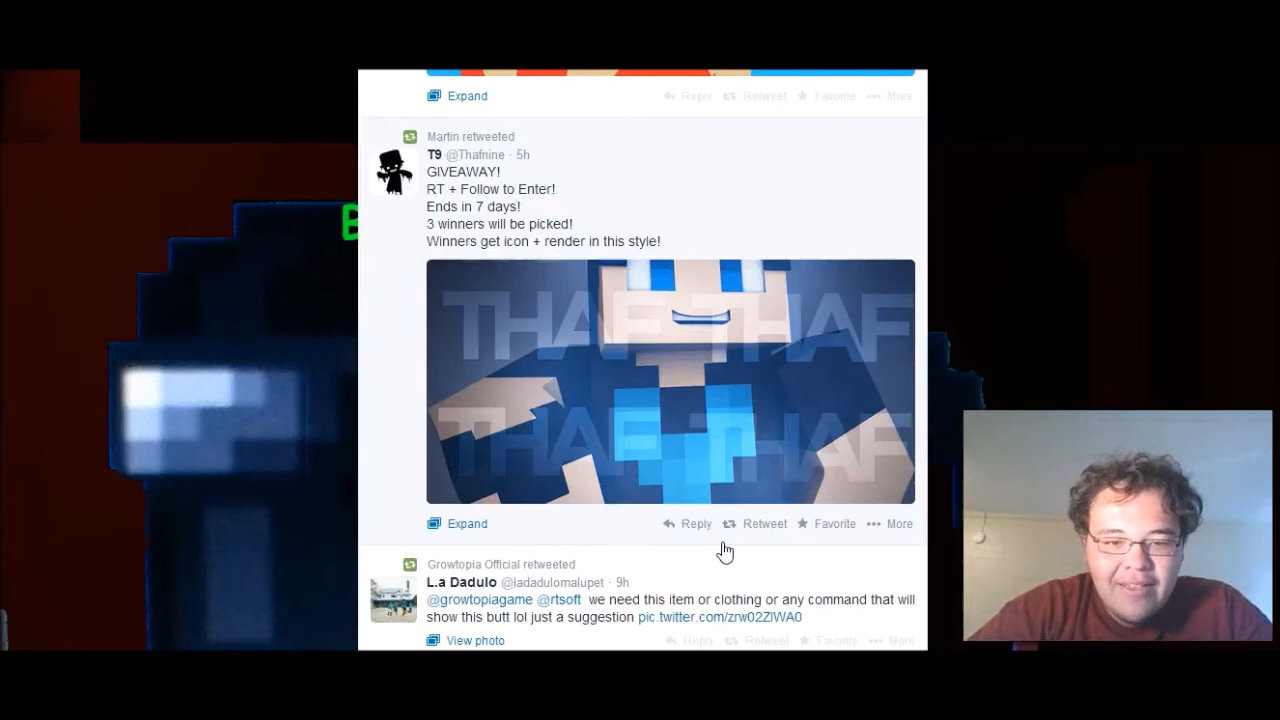 Expand
Reply Retweet Favorite More
Martin retweeted
T9 @Thafnine · 5h
GIVEAWAY!
RT + Follow to Enter!
Ends in 7 days!
3 winners will be picked!
Winners get icon + render in this style!
THAF THAF
THAF THAF
Expand
Reply Retweet Favorite More
Growtopia Official retweeted
L.a Dadulo @ladadulomalupet · 9h
@growtopiagame @rtsoft we need this item or clothing or any command that will
show this butt lol just a suggestion pic.twitter.com/zrw02ZlWA0
View photo
Reply Retweet Favorite More